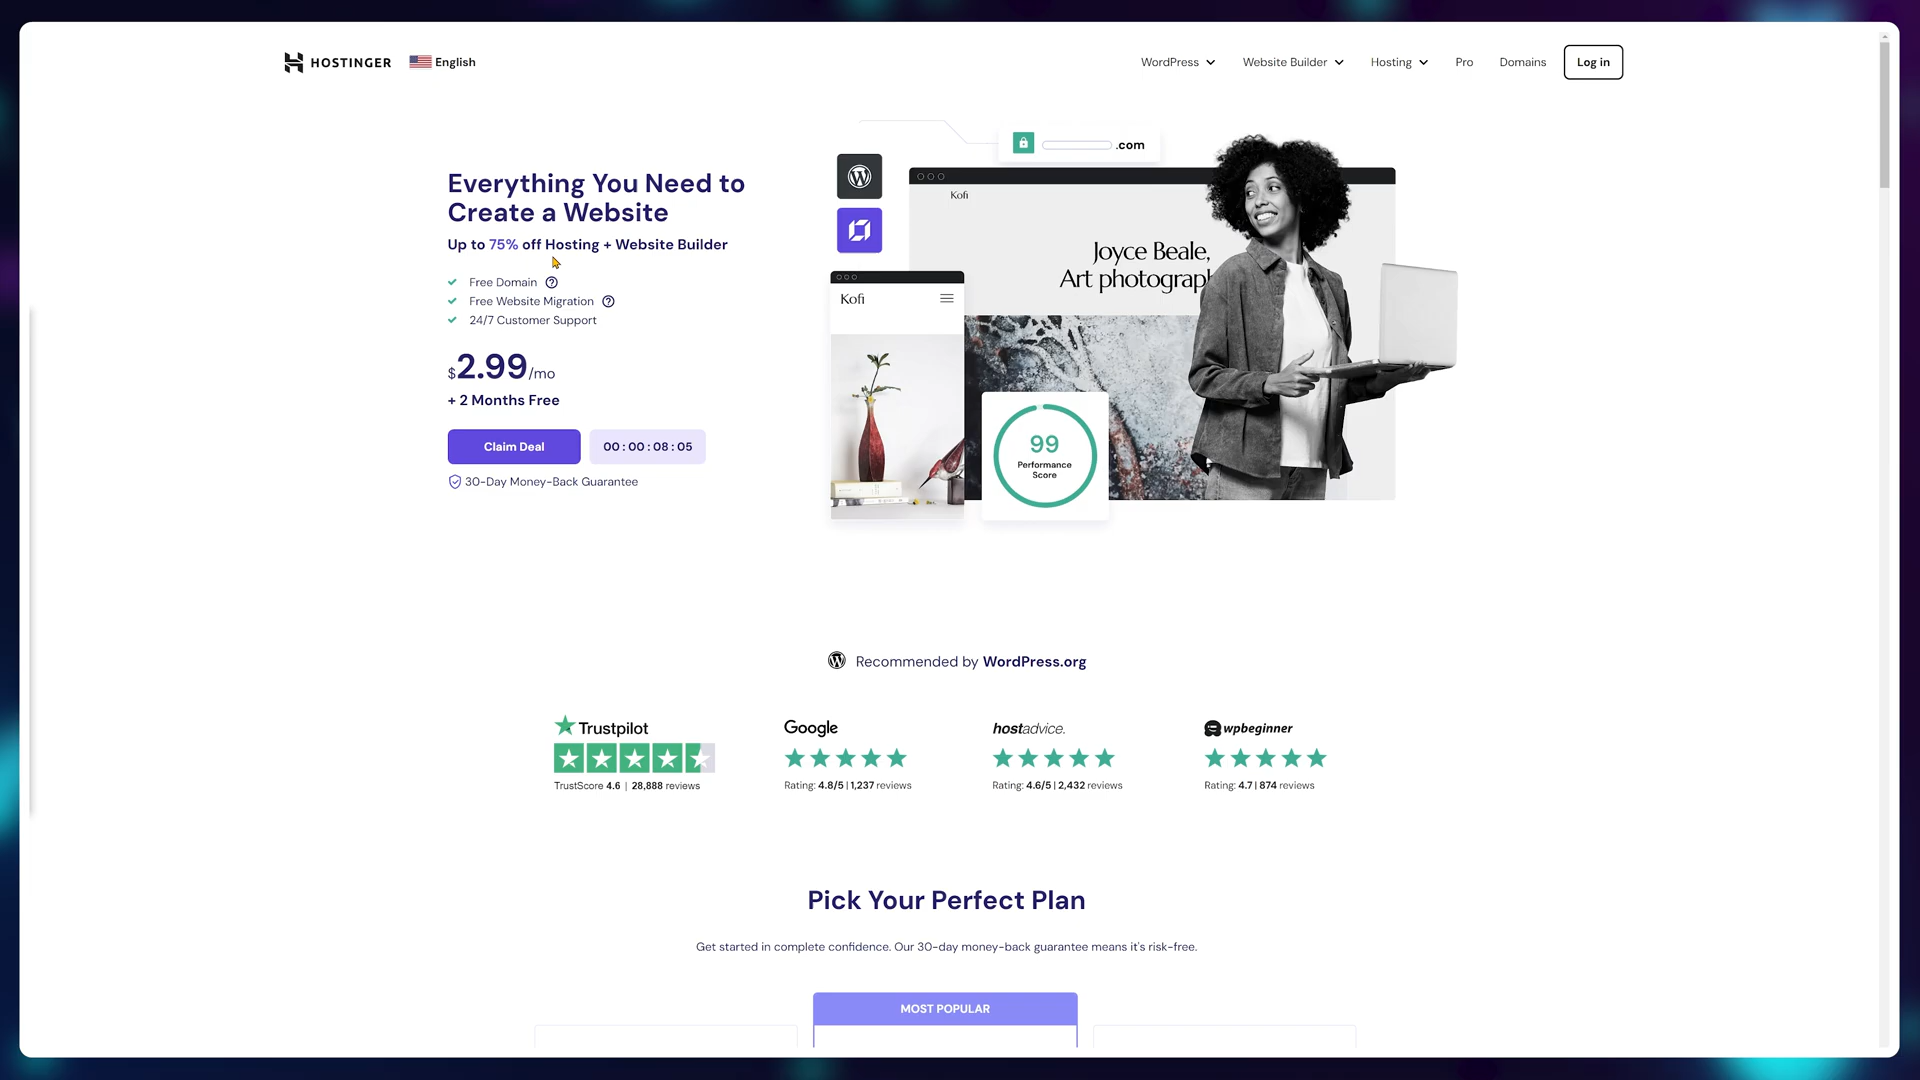 HOSTINGER
English
WordPress
Website Builder
Hosting
Pro
Domains
Log in
Everything You Need to
Create a Website
Up to 75% off Hosting + Website Builder
Free Domain
Free Website Migration
24/7 Customer Support
$2.99/mo
+ 2 Months Free
Claim Deal
00 : 00 : 08 : 05
30-Day Money-Back Guarantee
.com
Kofi
Joyce Beale,
Art photograph
Kofi
99
Performance
Score
Recommended by WordPress.org
Trustpilot
TrustScore 4.6 | 28,888 reviews
Google
Rating: 4.8/5 | 1,237 reviews
hostadvice.
Rating: 4.6/5 | 2,432 reviews
wpbeginner
Rating: 4.7 | 874 reviews
Pick Your Perfect Plan
Get started in complete confidence. Our 30-day money-back guarantee means it's risk-free.
MOST POPULAR